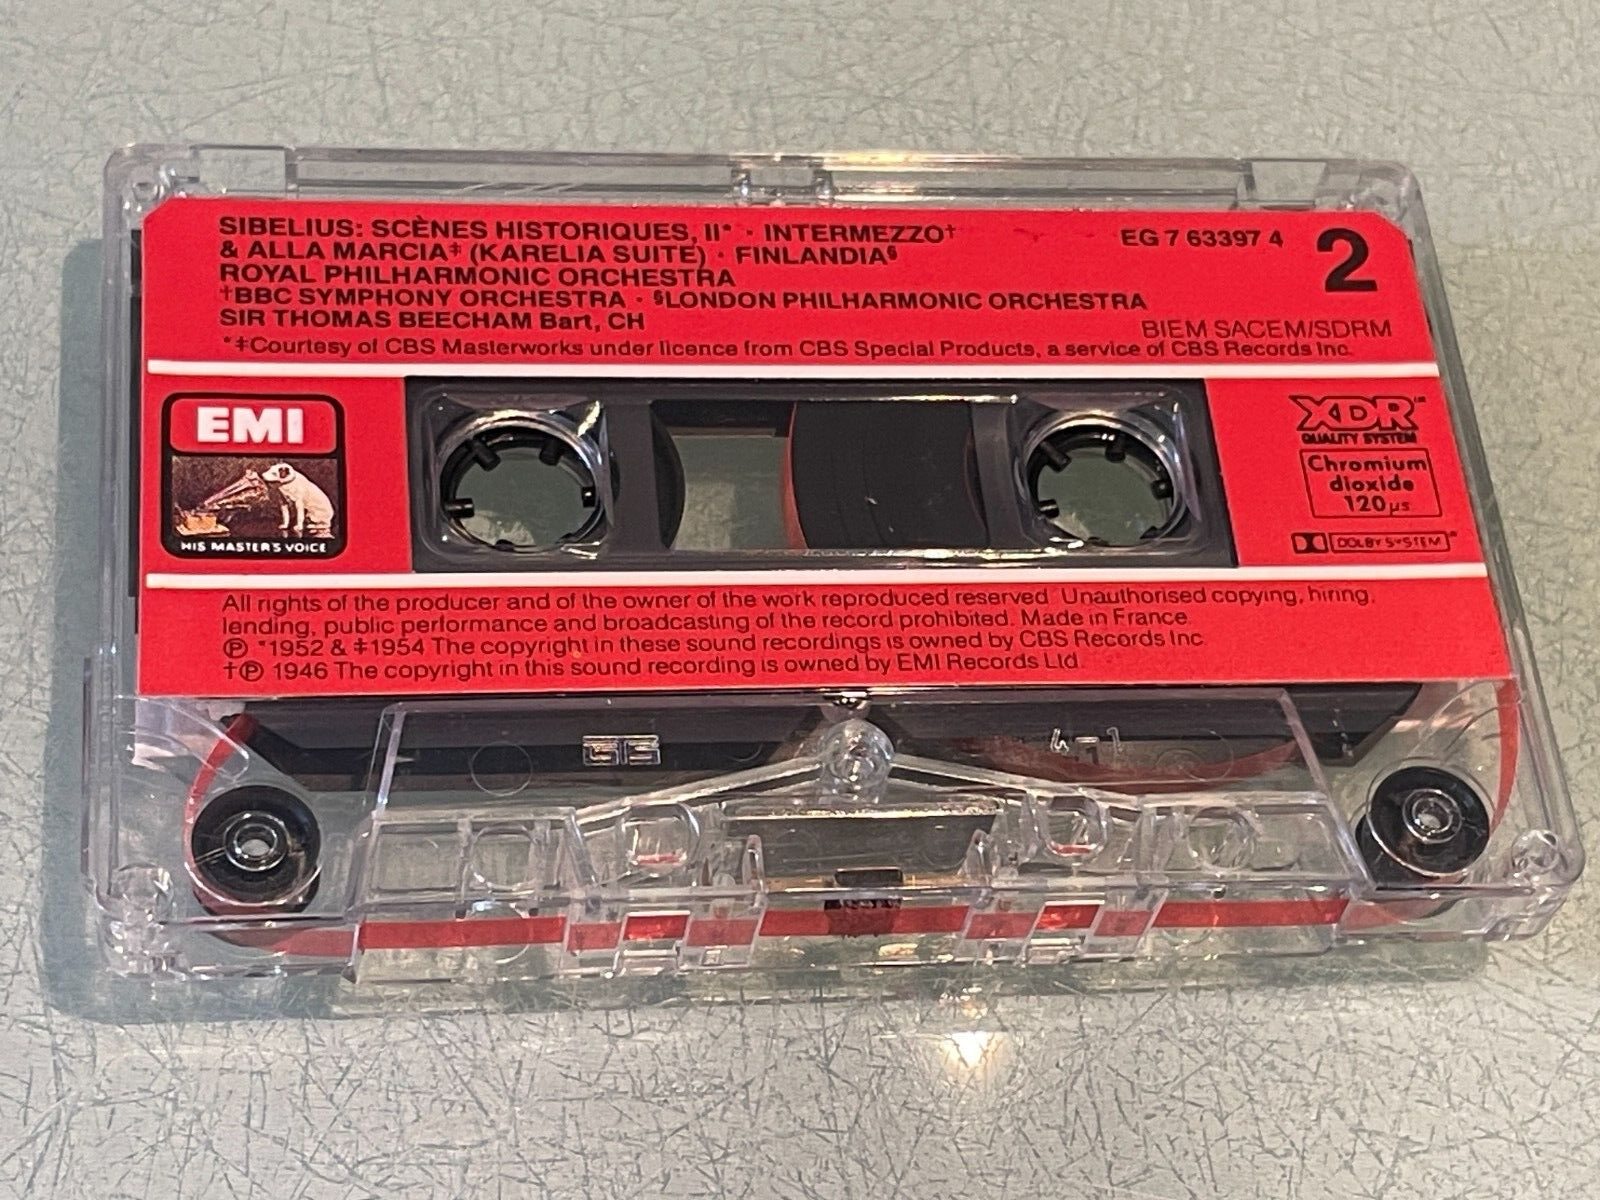 SIBELIUS: SCÈNES HISTORIQUES, II* · INTERMEZZO†
& ALLA MARCIA‡ (KARELIA SUITE) · FINLANDIA§
ROYAL PHILHARMONIC ORCHESTRA
†BBC SYMPHONY ORCHESTRA · §LONDON PHILHARMONIC ORCHESTRA
SIR THOMAS BEECHAM Bart, CH
EG 7 63397 4
2
BIEM SACEM/SDRM
*‡Courtesy of CBS Masterworks under licence from CBS Special Products, a service of CBS Records Inc.
EMI
HIS MASTER'S VOICE
XDR
QUALITY SYSTEM
Chromium
dioxide
120μs
DOLBY SYSTEM
All rights of the producer and of the owner of the work reproduced reserved. Unauthorised copying, hiring,
lending, public performance and broadcasting of the record prohibited. Made in France
℗ *1952 & ‡1954 The copyright in these sound recordings is owned by CBS Records Inc
†℗ 1946 The copyright in this sound recording is owned by EMI Records Ltd.
4-1